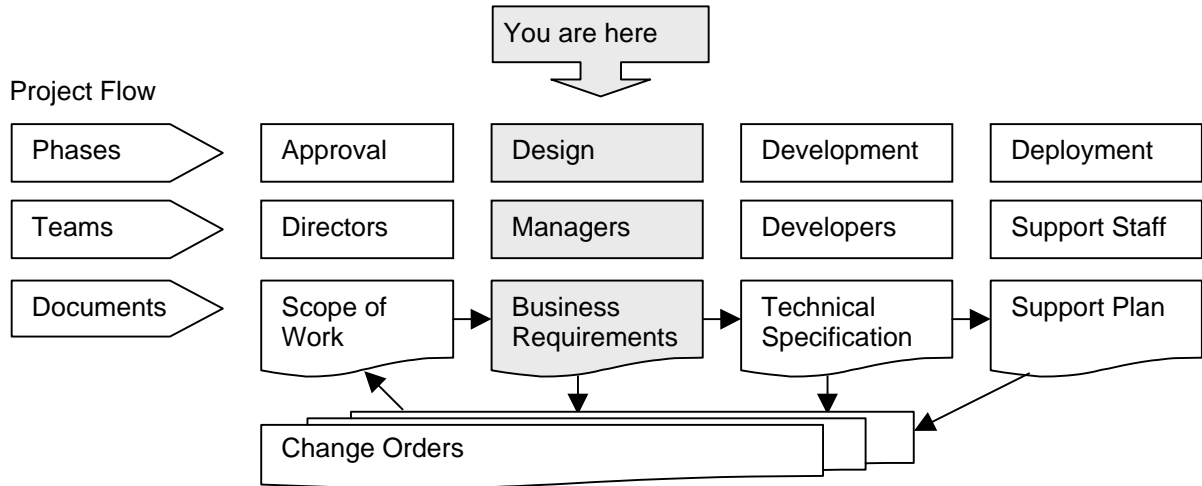 You are here
Project Flow
Phases
Approval
Design
Development
Deployment
Teams
Directors
Managers
Developers
Support Staff
Documents
Scope of
Work
Business
Requirements
Technical
Specification
Support Plan
Change Orders